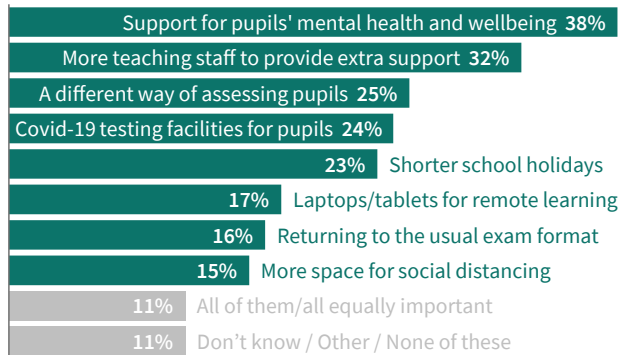 Support for pupils' mental health and wellbeing 38%
More teaching staff to provide extra support 32%
A different way of assessing pupils 25%
Covid-19 testing facilities for pupils 24%
23% Shorter school holidays
17% Laptops/tablets for remote learning
16% Returning to the usual exam format
15% More space for social distancing
11% All of them/all equally important
11% Don’t know / Other / None of these